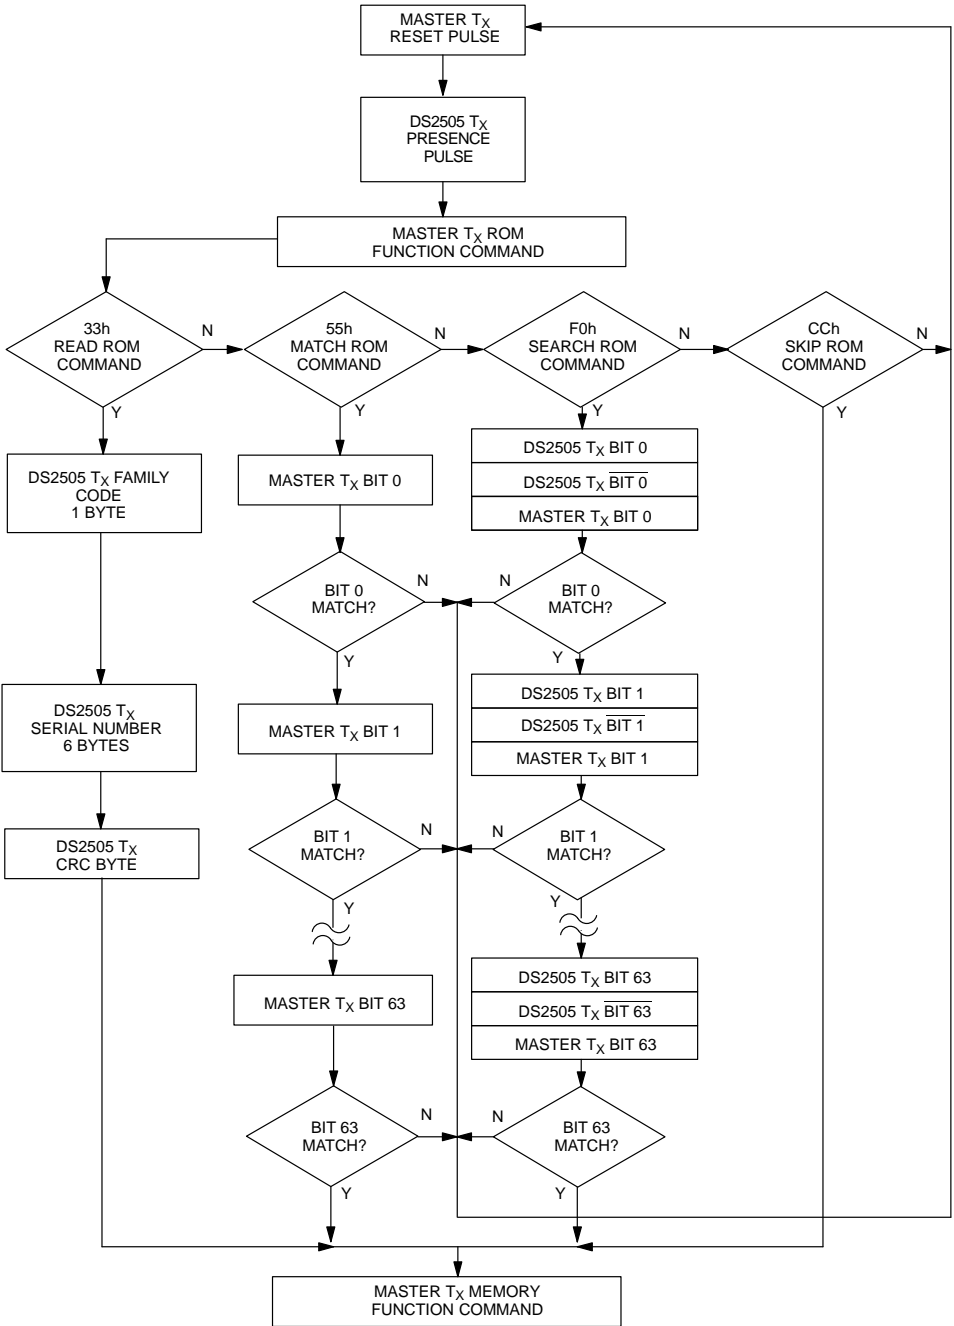 MASTER TX
RESET PULSE
DS2505 TX
PRESENCE
PULSE
MASTER TX ROM
FUNCTION COMMAND
33h
READ ROM
COMMAND
N
Y
55h
MATCH ROM
COMMAND
N
Y
F0h
SEARCH ROM
COMMAND
N
Y
CCh
SKIP ROM
COMMAND
N
Y
DS2505 TX FAMILY
CODE
1 BYTE
DS2505 TX
SERIAL NUMBER
6 BYTES
DS2505 TX
CRC BYTE
MASTER TX BIT 0
BIT 0
MATCH?
N
Y
MASTER TX BIT 1
BIT 1
MATCH?
N
Y
MASTER TX BIT 63
BIT 63
MATCH?
N
Y
DS2505 TX BIT 0
DS2505 TX BIT 0
MASTER TX BIT 0
BIT 0
MATCH?
N
Y
DS2505 TX BIT 1
DS2505 TX BIT 1
MASTER TX BIT 1
BIT 1
MATCH?
N
Y
DS2505 TX BIT 63
DS2505 TX BIT 63
MASTER TX BIT 63
BIT 63
MATCH?
N
Y
MASTER TX MEMORY
FUNCTION COMMAND